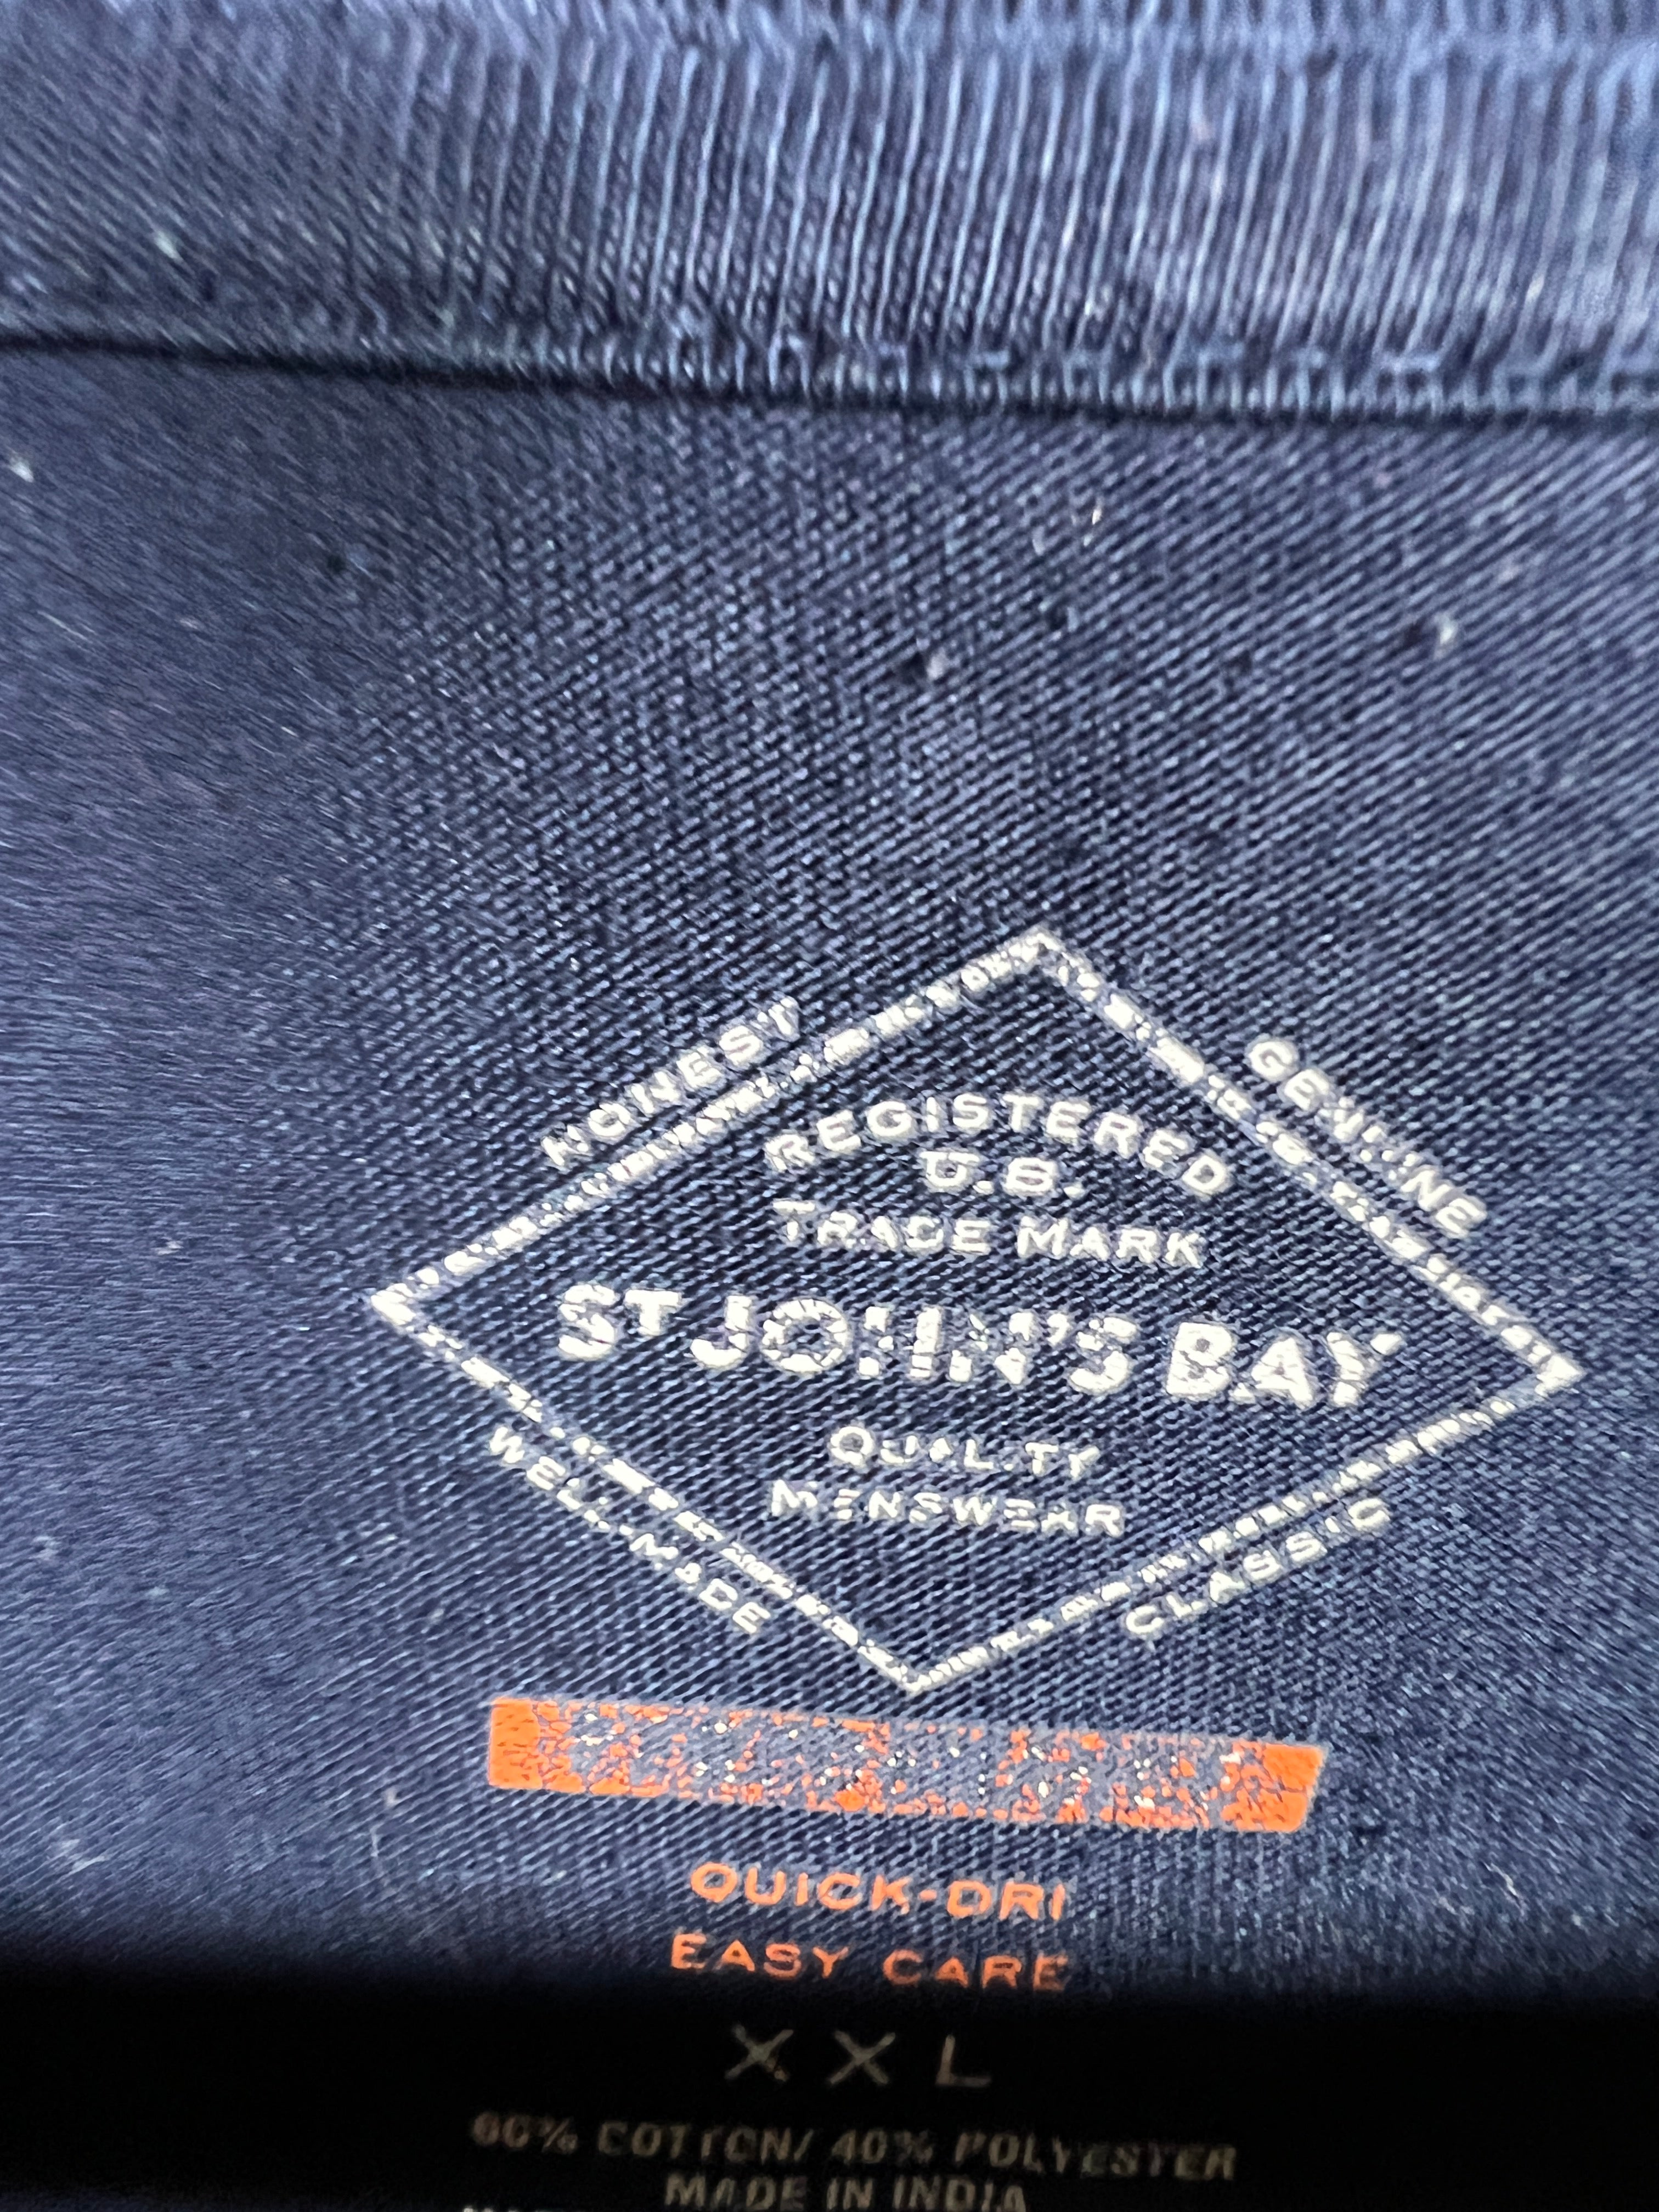 HONEST
GENUINE
REGISTERED
U.S.
TRADE MARK
ST JOHN'S BAY
QUALITY
MENSWEAR
WELL-MADE
CLASSIC
QUICK-DRI
EASY CARE
XXL
60% COTTON/ 40% POLYESTER
MADE IN INDIA